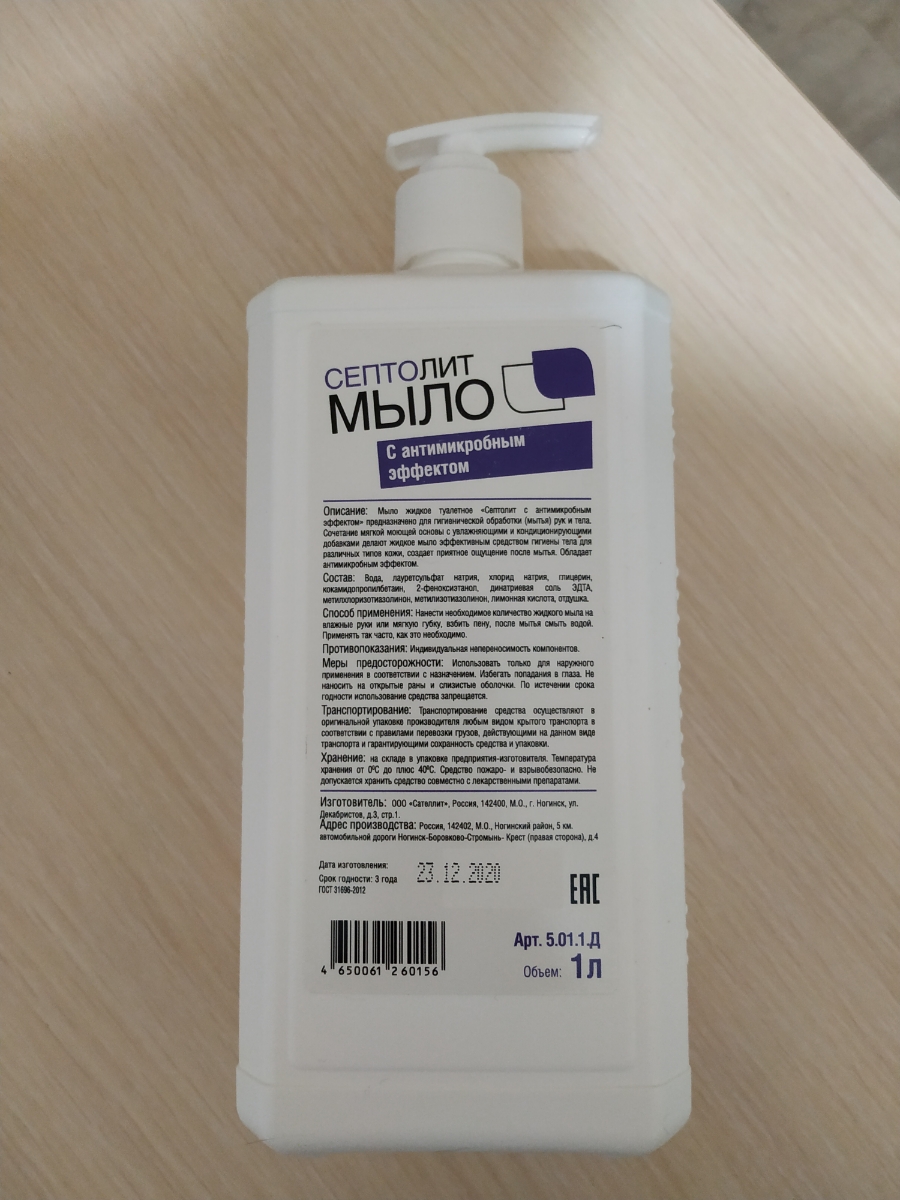 СЕПТОЛИТ
МЫЛО
С антимикробным
эффектом
Описание: Мыло жидкое туалетное «Септолит с антимикробным
эффектом» предназначено для гигиенической обработки (мытья) рук и тела.
Сочетание мягкой моющей основы с увлажняющими и кондиционирующими
добавками делают жидкое мыло эффективным средством гигиены тела для
различных типов кожи, создает приятное ощущение после мытья. Обладает
антимикробным эффектом.
Состав: Вода, лауретсульфат натрия, хлорид натрия, глицерин,
кокамидопропилбетаин, 2-феноксиэтанол, динатриевая соль ЭДТА,
метилхлоризотиазолинон, метилизотиазолинон, лимонная кислота, отдушка.
Способ применения: Нанести необходимое количество жидкого мыла на
влажные руки или мягкую губку, взбить пену, после мытья смыть водой.
Применять так часто, как это необходимо.
Противопоказания: Индивидуальная непереносимость компонентов.
Меры предосторожности: Использовать только для наружного
применения в соответствии с назначением. Избегать попадания в глаза. Не
наносить на открытые раны и слизистые оболочки. По истечении срока
годности использование средства запрещается.
Транспортирование: Транспортирование средства осуществляют в
оригинальной упаковке производителя любым видом крытого транспорта в
соответствии с правилами перевозки грузов, действующими на данном виде
транспорта и гарантирующими сохранность средства и упаковки.
Хранение: на складе в упаковке предприятия-изготовителя. Температура
хранения от 0ºС до плюс 40ºС. Средство пожаро- и взрывобезопасно. Не
допускается хранить средство совместно с лекарственными препаратами.
Изготовитель: ООО «Сателлит», Россия, 142400, М.О., г. Ногинск, ул.
Декабристов, д.3, стр.1.
Адрес производства: Россия, 142402, М.О., Ногинский район, 5 км.
автомобильной дороги Ногинск-Боровково-Стромынь- Крест (правая сторона), д.4
Дата изготовления:
23.12.2020
Срок годности: 3 года
ГОСТ 31696-2012
EAC
Арт. 5.01.1.Д
Объем: 1 л
4 650061 260156